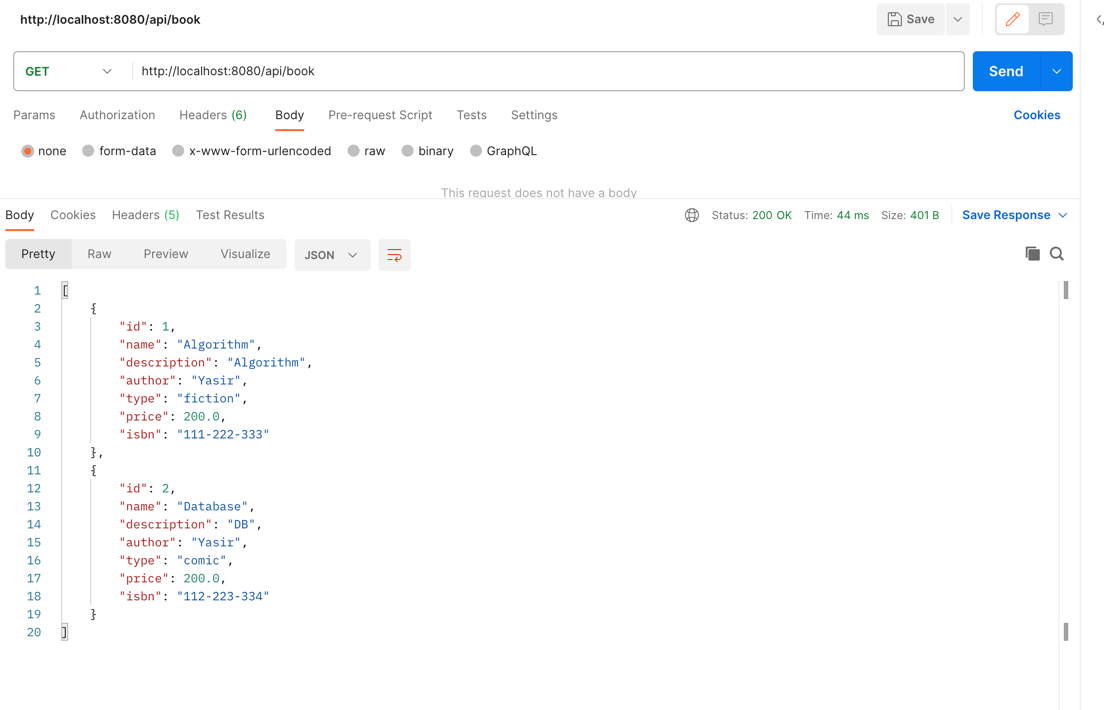 http://localhost:8080/api/book
Save
GET
http://localhost:8080/api/book
Send
Params Authorization Headers (6) Body Pre-request Script Tests Settings Cookies
none form-data x-www-form-urlencoded raw binary GraphQL
This request does not have a body
Body Cookies Headers (5) Test Results Status: 200 OK Time: 44 ms Size: 401 B Save Response
Pretty Raw Preview Visualize JSON
1 [
2 {
3 "id": 1,
4 "name": "Algorithm",
5 "description": "Algorithm",
6 "author": "Yasir",
7 "type": "fiction",
8 "price": 200.0,
9 "isbn": "111-222-333"
10 },
11 {
12 "id": 2,
13 "name": "Database",
14 "description": "DB",
15 "author": "Yasir",
16 "type": "comic",
17 "price": 200.0,
18 "isbn": "112-223-334"
19 }
20 ]